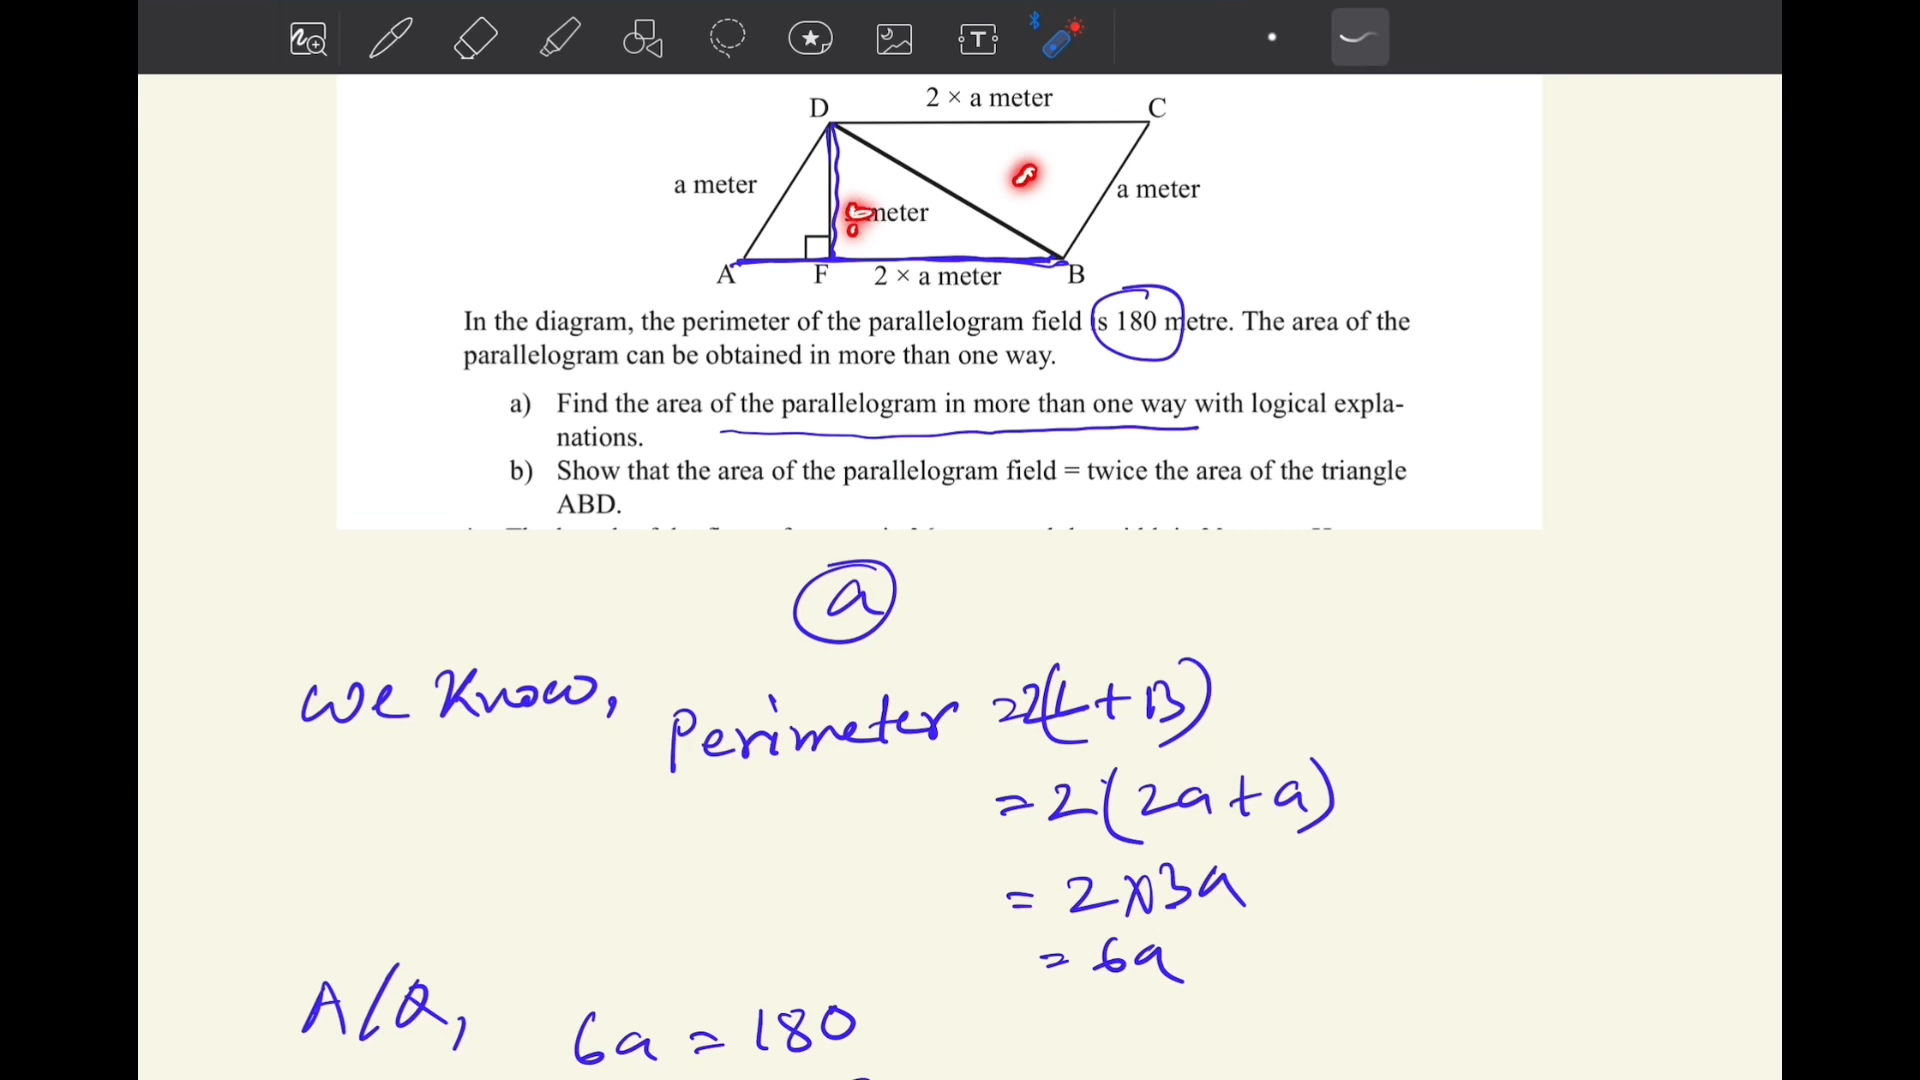 D 2 × a meter C
a meter
a meter
meter
A F 2 × a meter B
In the diagram, the perimeter of the parallelogram field is 180 metre. The area of the
parallelogram can be obtained in more than one way.
a) Find the area of the parallelogram in more than one way with logical expla-
nations.
b) Show that the area of the parallelogram field = twice the area of the triangle
ABD.
a
We Know, Perimeter = 2(L+B)
= 2(2a+a)
= 2×3a
= 6a
A/Q, 6a = 180